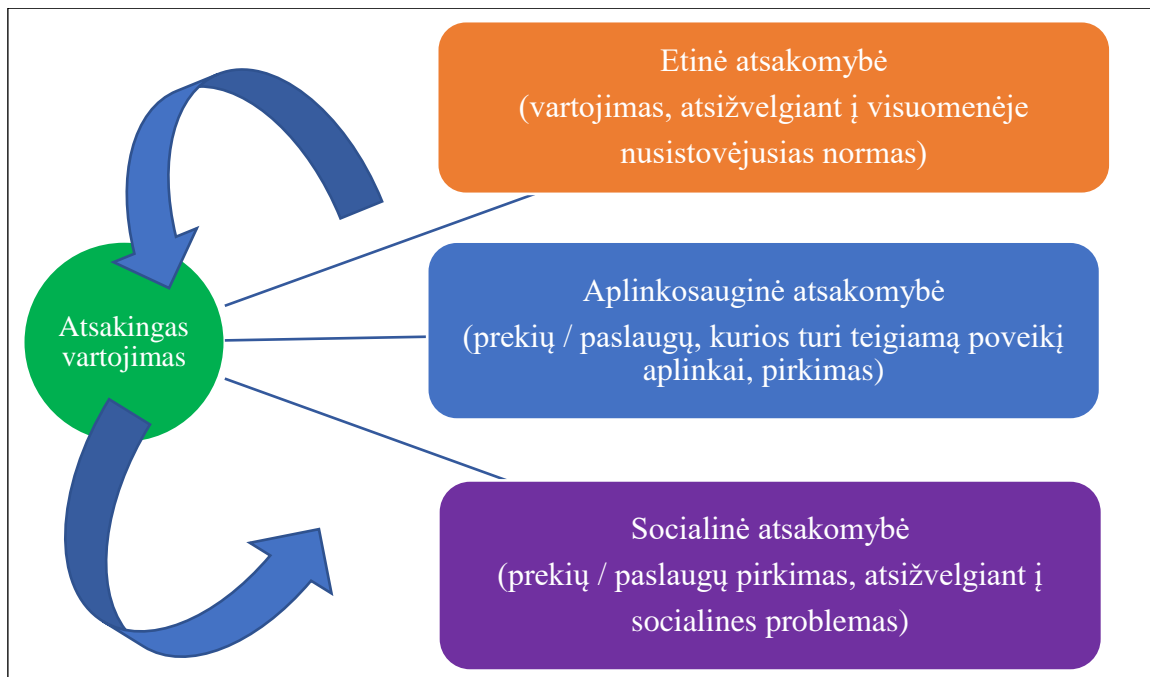 Etinė atsakomybė
(vartojimas, atsižvelgiant į visuomenėje
nusistovėjusias normas)
Atsakingas
vartojimas
Aplinkosauginė atsakomybė
(prekių / paslaugų, kurios turi teigiamą poveikį
aplinkai, pirkimas)
Socialinė atsakomybė
(prekių / paslaugų pirkimas, atsižvelgiant į
socialines problemas)